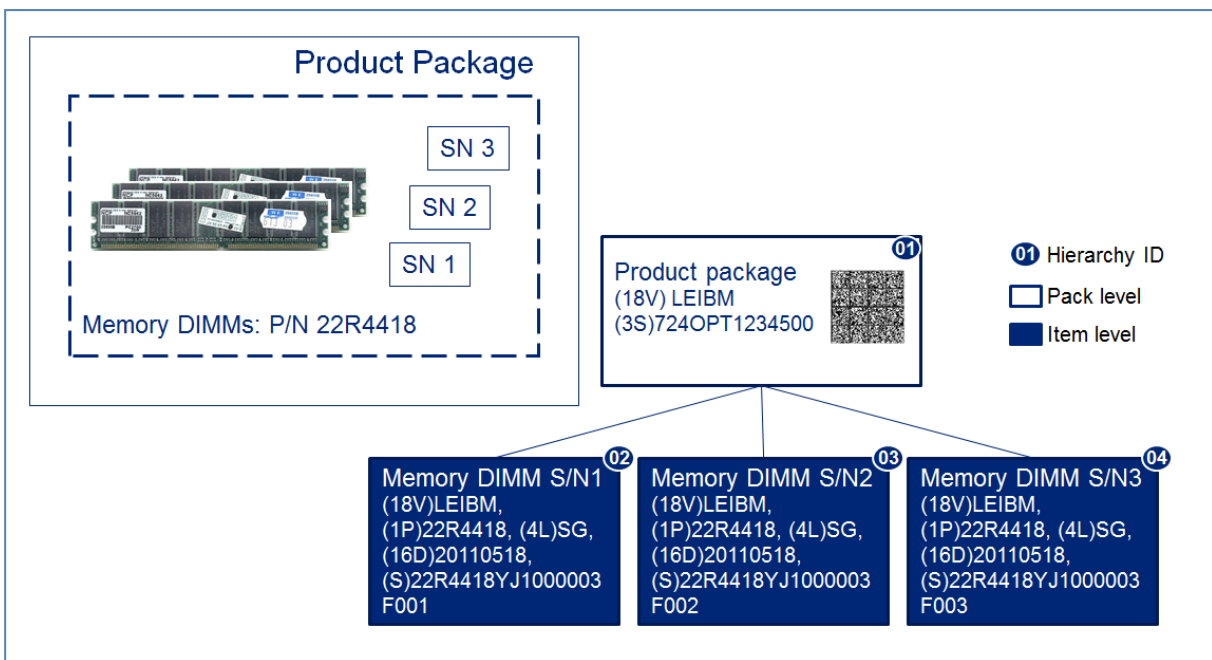 Product Package
SN 3
SN 2
SN 1
Memory DIMMs: P/N 22R4418
01
Product package
(18V) LEIBM
(3S)724OPT1234500
01 Hierarchy ID
Pack level
Item level
02
Memory DIMM S/N1
(18V)LEIBM,
(1P)22R4418, (4L)SG,
(16D)20110518,
(S)22R4418YJ1000003
F001
03
Memory DIMM S/N2
(18V)LEIBM,
(1P)22R4418, (4L)SG,
(16D)20110518,
(S)22R4418YJ1000003
F002
04
Memory DIMM S/N3
(18V)LEIBM,
(1P)22R4418, (4L)SG,
(16D)20110518,
(S)22R4418YJ1000003
F003